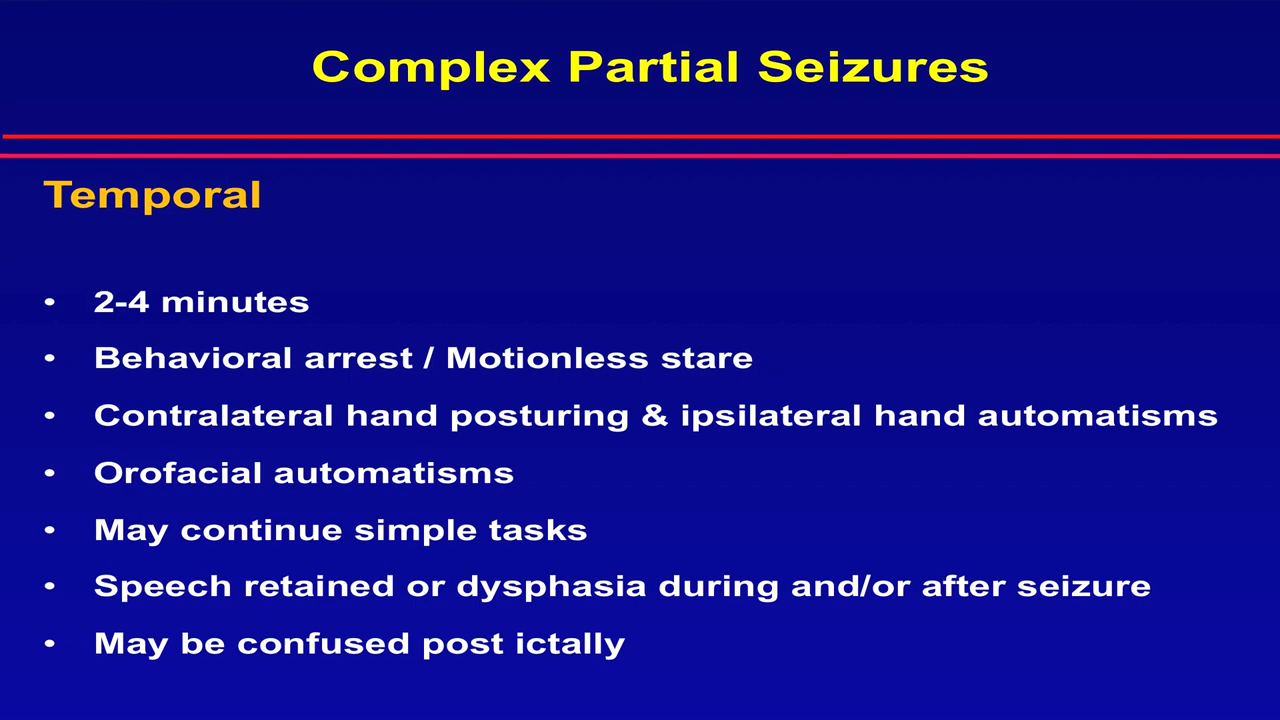 Complex Partial Seizures
Temporal
• 2-4 minutes
• Behavioral arrest / Motionless stare
• Contralateral hand posturing & ipsilateral hand automatisms
• Orofacial automatisms
• May continue simple tasks
• Speech retained or dysphasia during and/or after seizure
• May be confused post ictally